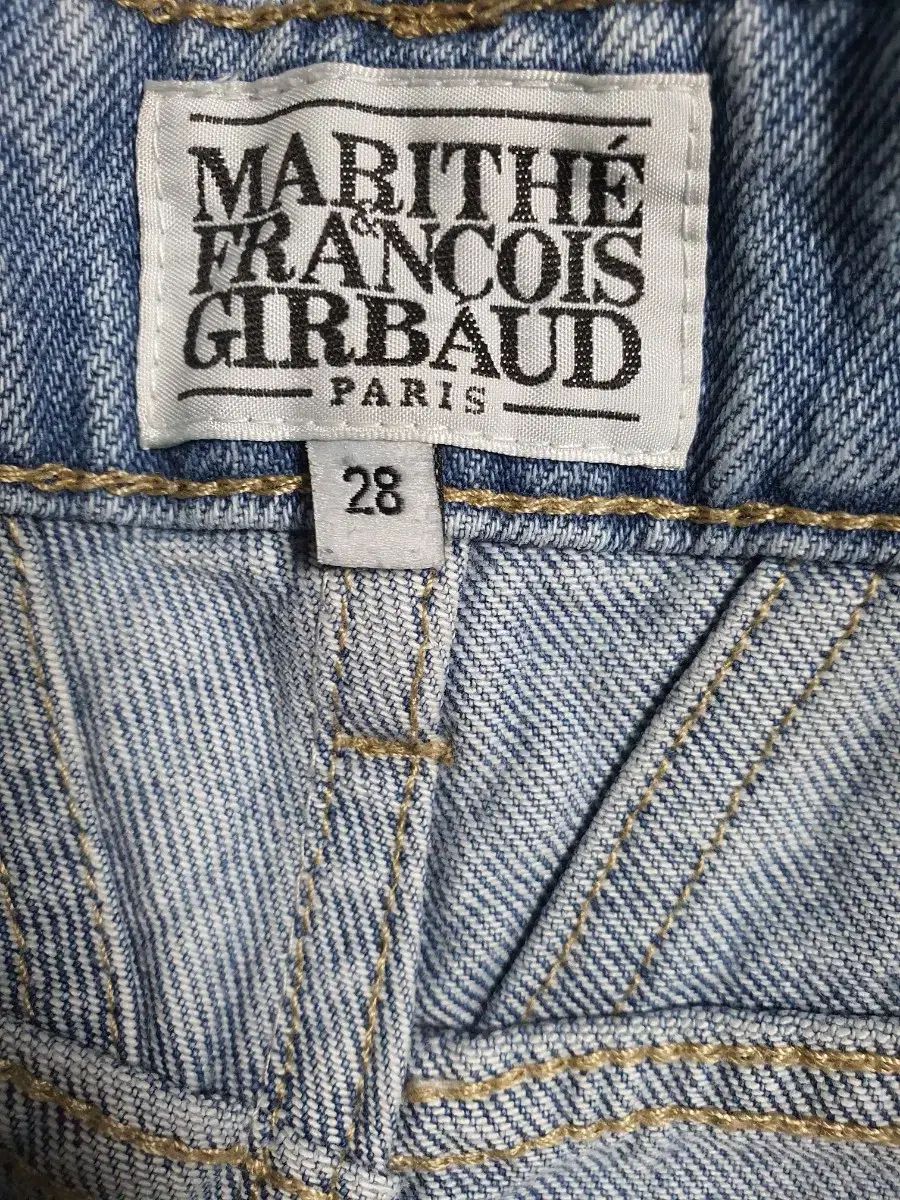 MARITHÉ
&
FRANÇOIS
GIRBAUD
PARIS
28